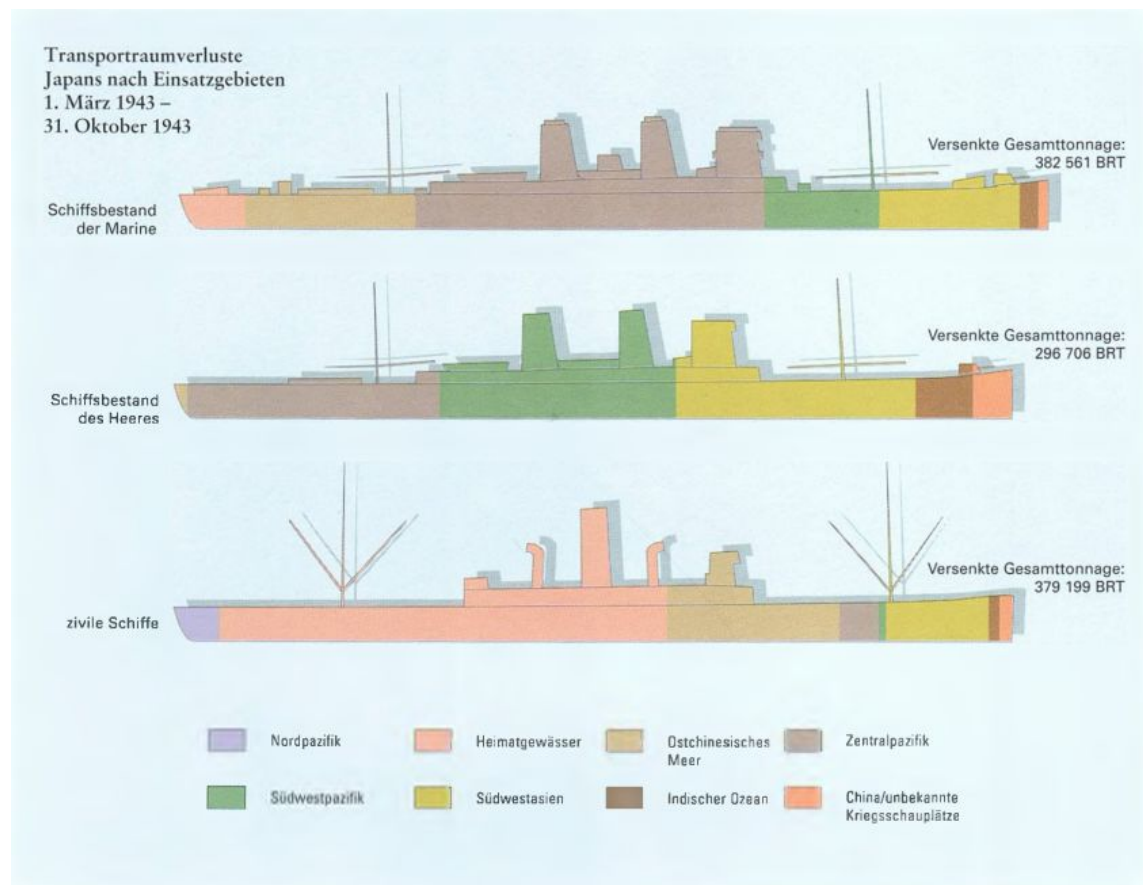 Transportraumverluste
Japans nach Einsatzgebieten
1. März 1943 –
31. Oktober 1943
Versenkte Gesamttonnage:
382 561 BRT
Schiffsbestand
der Marine
Versenkte Gesamttonnage:
296 706 BRT
Schiffsbestand
des Heeres
Versenkte Gesamttonnage:
379 199 BRT
zivile Schiffe
Nordpazifik
Heimatgewässer
Ostchinesisches
Meer
Zentralpazifik
Südwestpazifik
Südwestasien
Indischer Ozean
China/unbekannte
Kriegsschauplätze